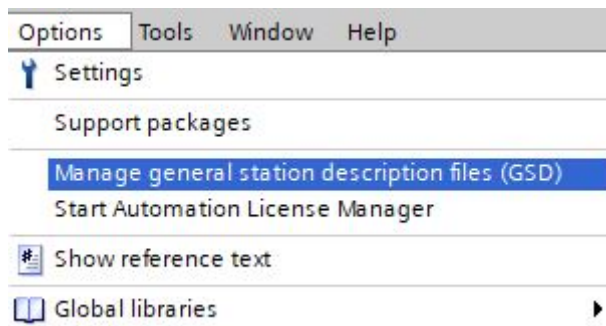 Options Tools Window Help
Settings
Support packages
Manage general station description files (GSD)
Start Automation License Manager
Show reference text
Global libraries